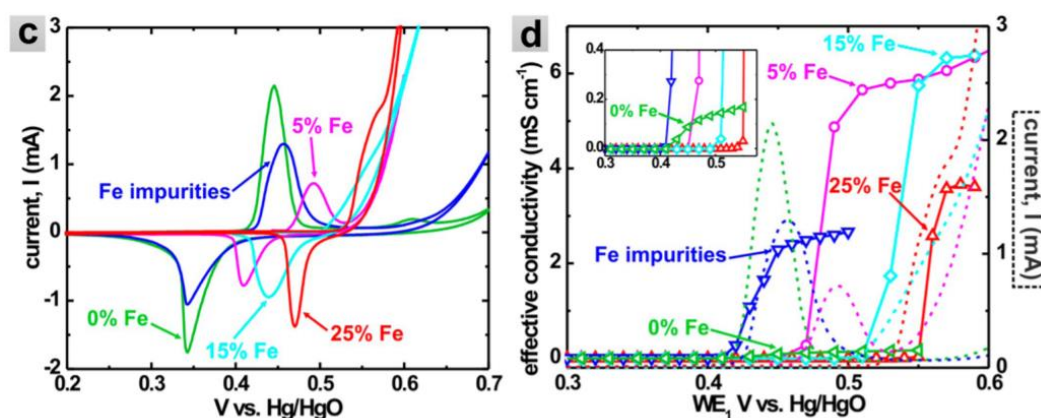 c
3
2
1
0
-1
-2
0.2
0.3
0.4
0.5
0.6
0.7
current, I (mA)
V vs. Hg/HgO
5% Fe
Fe impurities
0% Fe
15% Fe
25% Fe
d
6
4
2
0
effective conductivity (mS cm⁻¹)
0.4
0.2
0.0
0.3
0.4
0.5
0% Fe
15% Fe
5% Fe
25% Fe
Fe impurities
0% Fe
0.3
0.4
0.5
0.6
WE₁ V vs. Hg/HgO
3
2
1
0
current, I (mA)